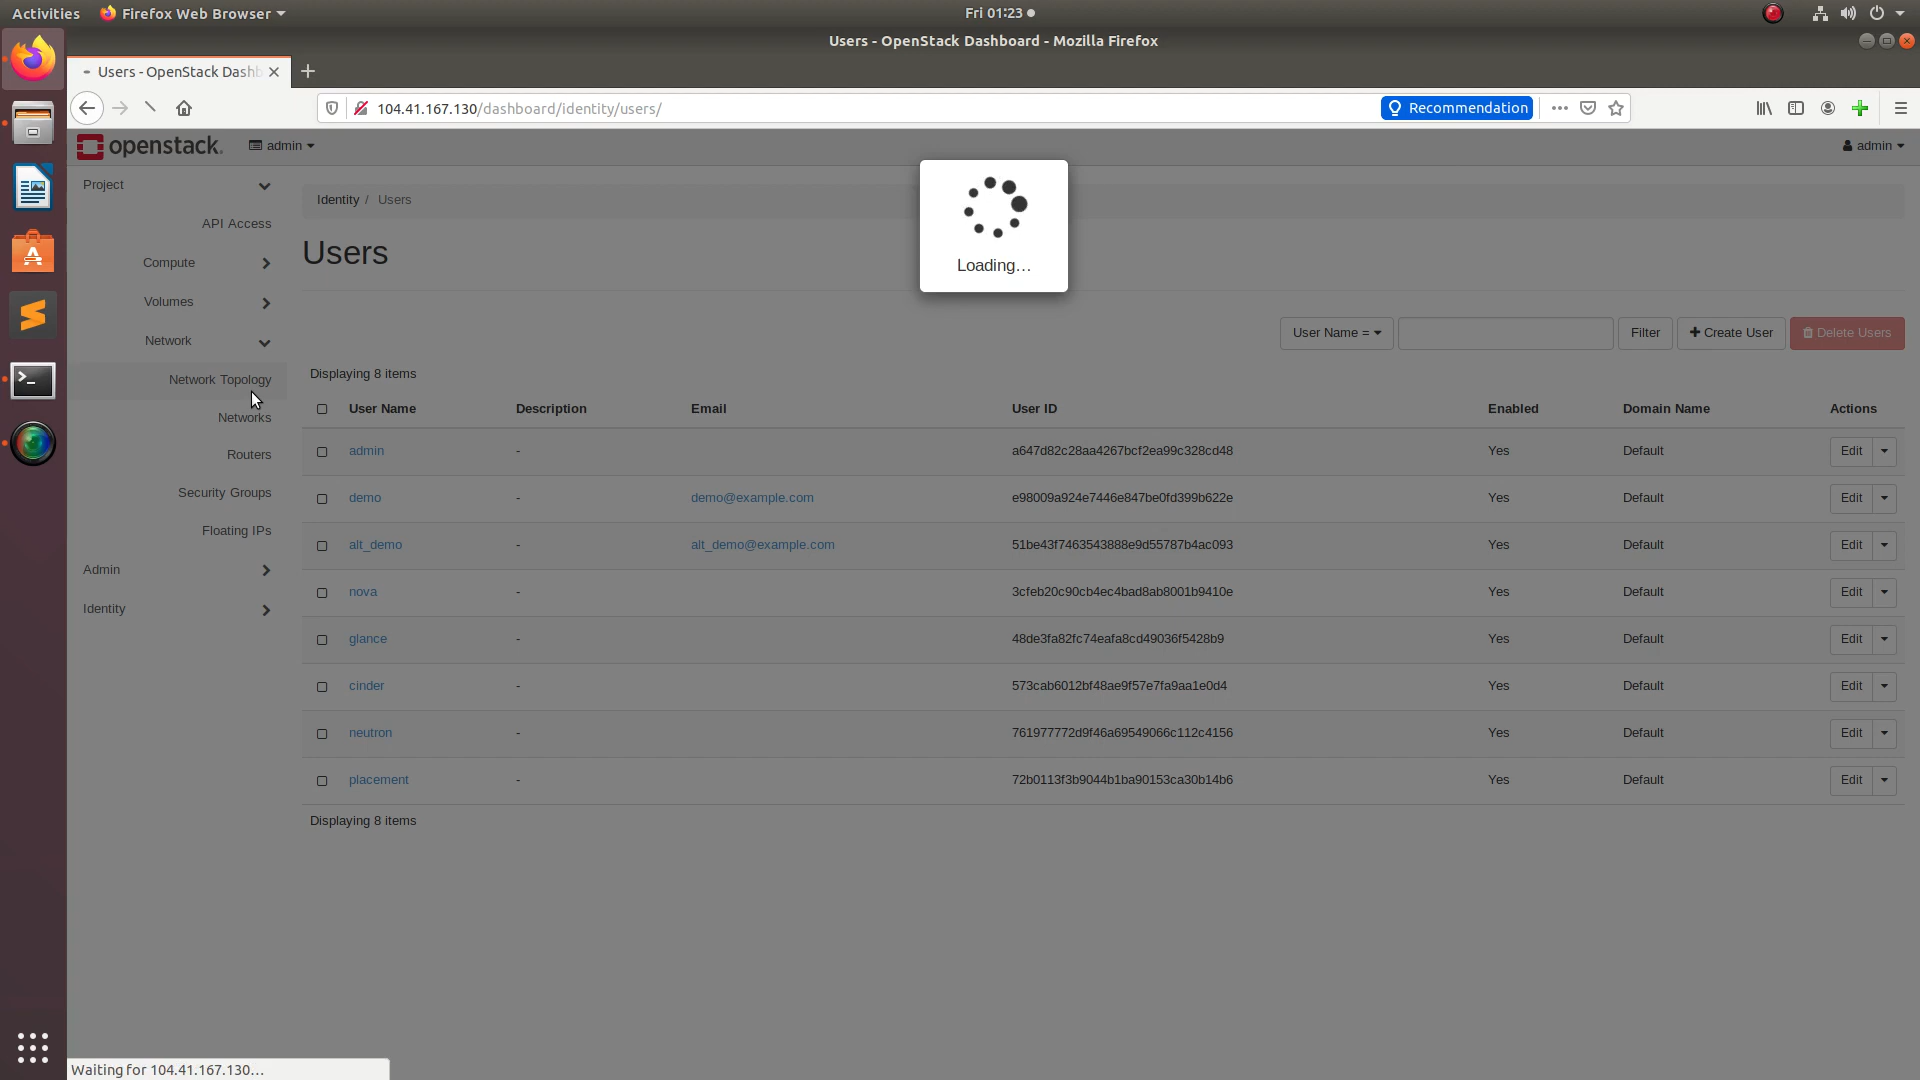 Activities Firefox Web Browser Fri 01:23
Users - OpenStack Dashboard - Mozilla Firefox
Users - OpenStack Dashb
104.41.167.130/dashboard/identity/users/ Recommendation
openstack. admin admin
Project
API Access
Compute
Volumes
Network
Network Topology
Networks
Routers
Security Groups
Floating IPs
Admin
Identity
Identity / Users
Users
Loading...
User Name = Filter Create User Delete Users
Displaying 8 items
User Name Description Email User ID Enabled Domain Name Actions
admin - a647d82c28aa4267bcf2ea99c328cd48 Yes Default Edit
demo - demo@example.com e98009a924e7446e847be0fd399b622e Yes Default Edit
alt_demo - alt_demo@example.com 51be43f7463543888e9d55787b4ac093 Yes Default Edit
nova - 3cfeb20c90cb4ec4bad8ab8001b9410e Yes Default Edit
glance - 48de3fa82fc74eafa8cd49036f5428b9 Yes Default Edit
cinder - 573cab6012bf48ae9f57e7fa9aa1e0d4 Yes Default Edit
neutron - 761977772d9f46a69549066c112c4156 Yes Default Edit
placement - 72b0113f3b9044b1ba90153ca30b14b6 Yes Default Edit
Displaying 8 items
Waiting for 104.41.167.130...